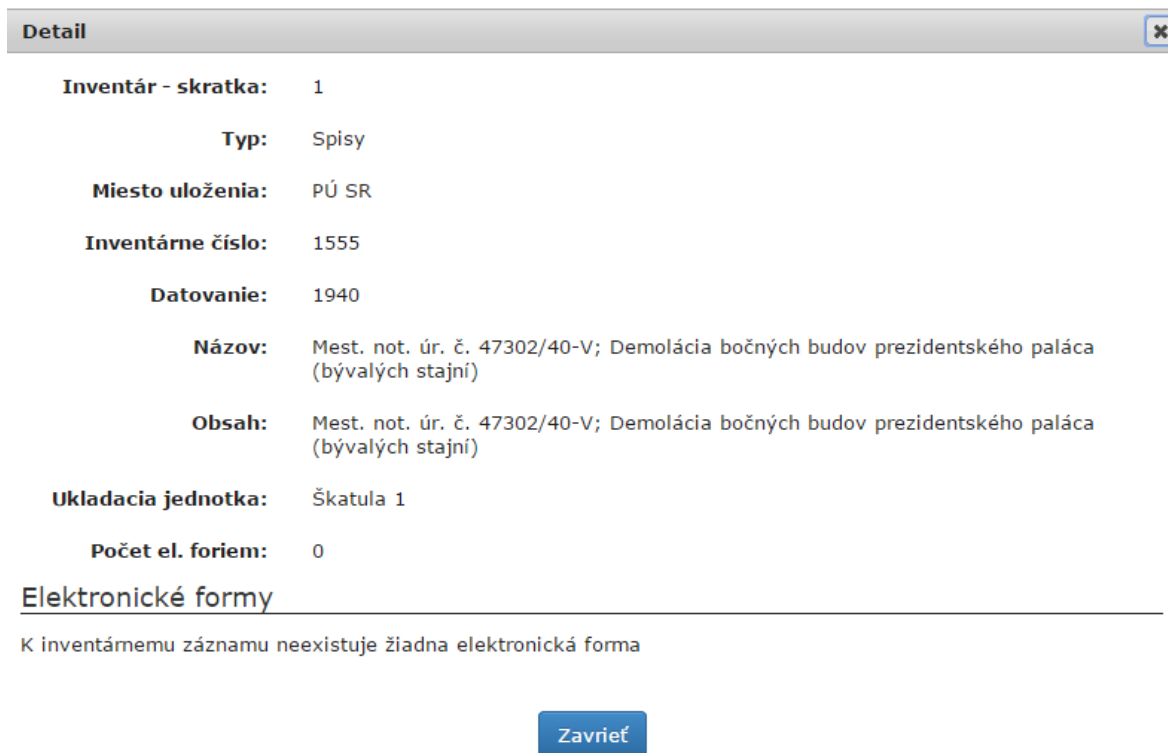 Detail
Inventár - skratka: 1
Typ: Spisy
Miesto uloženia: PÚ SR
Inventárne číslo: 1555
Datovanie: 1940
Názov: Mest. not. úr. č. 47302/40-V; Demolácia bočných budov prezidentského paláca
(bývalých stajní)
Obsah: Mest. not. úr. č. 47302/40-V; Demolácia bočných budov prezidentského paláca
(bývalých stajní)
Ukladacia jednotka: Škatula 1
Počet el. foriem: 0
Elektronické formy
K inventárnemu záznamu neexistuje žiadna elektronická forma
Zavrieť